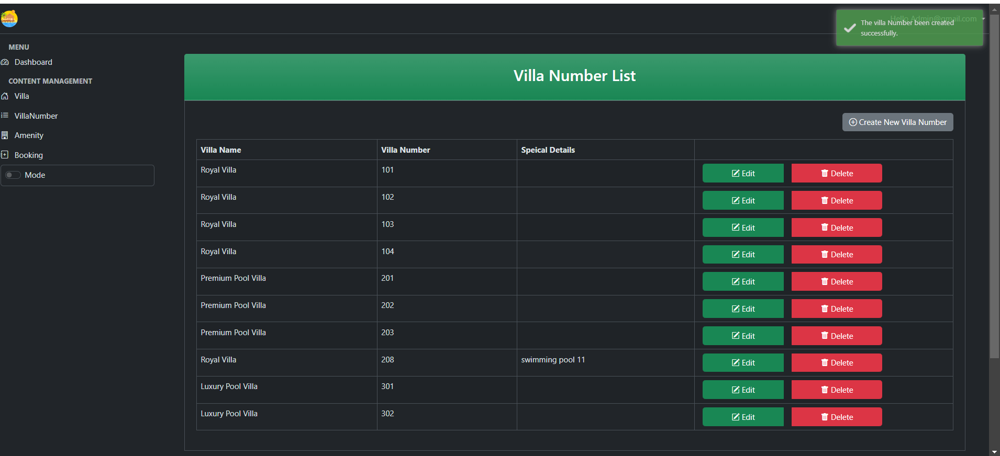 Hello Admin@gmail.com
The villa Number been created
successfully.
MENU
Dashboard
CONTENT MANAGEMENT
Villa
VillaNumber
Amenity
Booking
Mode
Villa Number List
Create New Villa Number
Villa Name Villa Number Speical Details
Royal Villa 101 Edit Delete
Royal Villa 102 Edit Delete
Royal Villa 103 Edit Delete
Royal Villa 104 Edit Delete
Premium Pool Villa 201 Edit Delete
Premium Pool Villa 202 Edit Delete
Premium Pool Villa 203 Edit Delete
Royal Villa 208 swimming pool 11 Edit Delete
Luxury Pool Villa 301 Edit Delete
Luxury Pool Villa 302 Edit Delete